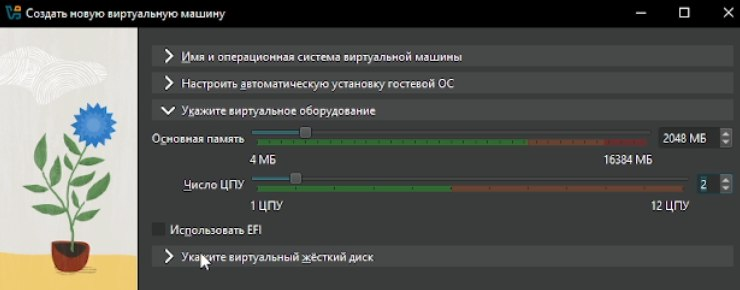 Создать новую виртуальную машину
Имя и операционная система виртуальной машины
Настроить автоматическую установку гостевой ОС
Укажите виртуальное оборудование
Основная память 2048 МБ
4 МБ 16384 МБ
Число ЦПУ 2
1 ЦПУ 12 ЦПУ
Использовать EFI
Укажите виртуальный жёсткий диск